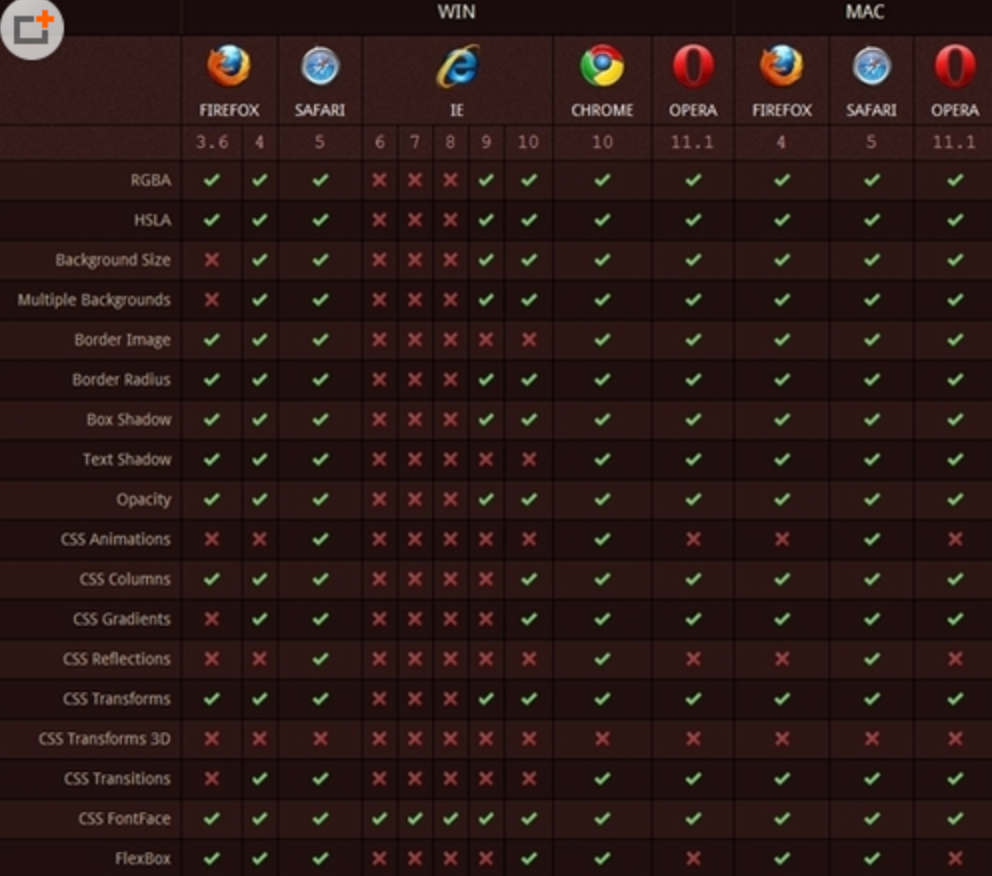 WIN MAC
FIREFOX SAFARI IE CHROME OPERA FIREFOX SAFARI OPERA
3.6 4 5 6 7 8 9 10 10 11.1 4 5 11.1
RGBA
HSLA
Background Size
Multiple Backgrounds
Border Image
Border Radius
Box Shadow
Text Shadow
Opacity
CSS Animations
CSS Columns
CSS Gradients
CSS Reflections
CSS Transforms
CSS Transforms 3D
CSS Transitions
CSS FontFace
FlexBox